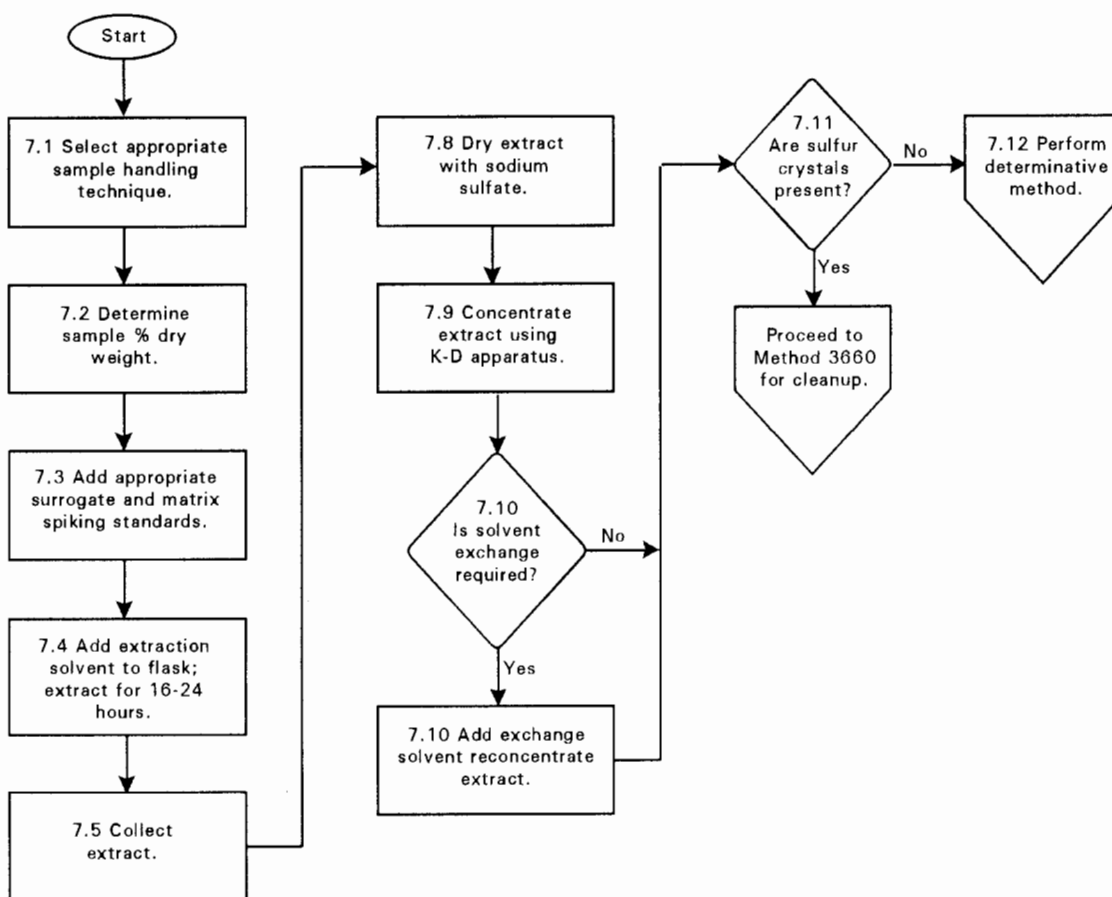 Start
7.1 Select appropriate
sample handling
technique.
7.2 Determine
sample % dry
weight.
7.3 Add appropriate
surrogate and matrix
spiking standards.
7.4 Add extraction
solvent to flask;
extract for 16-24
hours.
7.5 Collect
extract.
7.8 Dry extract
with sodium
sulfate.
7.9 Concentrate
extract using
K-D apparatus.
7.10
Is solvent
exchange
required?
No
Yes
7.10 Add exchange
solvent reconcentrate
extract.
7.11
Are sulfur
crystals
present?
No
Yes
Proceed to
Method 3660
for cleanup.
7.12 Perform
determinative
method.